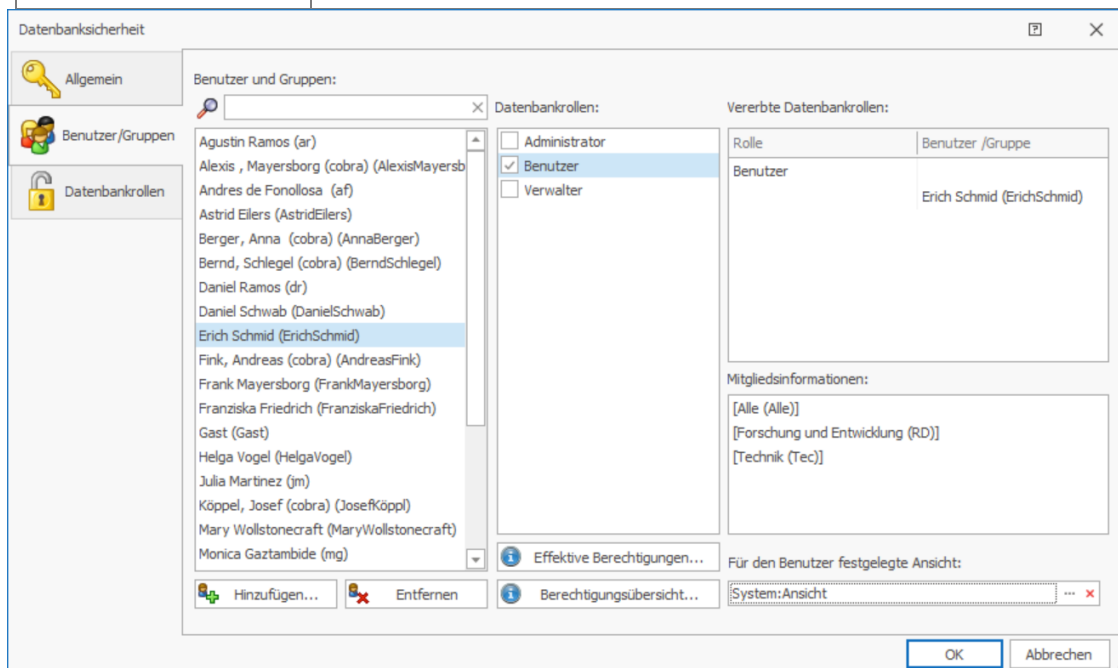 Datenbanksicherheit
Allgemein
Benutzer/Gruppen
Datenbankrollen
Benutzer und Gruppen:
Agustin Ramos (ar)
Alexis , Mayersborg (cobra) (AlexisMayersb
Andres de Fonollosa  (af)
Astrid Eilers (AstridEilers)
Berger, Anna  (cobra) (AnnaBerger)
Bernd, Schlegel (cobra) (BerndSchlegel)
Daniel Ramos (dr)
Daniel Schwab (DanielSchwab)
Erich Schmid (ErichSchmid)
Fink, Andreas (cobra) (AndreasFink)
Frank Mayersborg (FrankMayersborg)
Franziska Friedrich (FranziskaFriedrich)
Gast (Gast)
Helga Vogel (HelgaVogel)
Julia Martinez (jm)
Köppel, Josef (cobra) (JosefKöppl)
Mary Wollstonecraft (MaryWollstonecraft)
Monica Gaztambide (mg)
Hinzufügen...
Entfernen
Datenbankrollen:
Administrator
Benutzer
Verwalter
Effektive Berechtigungen...
Berechtigungsübersicht...
Vererbte Datenbankrollen:
Rolle Benutzer /Gruppe
Benutzer
Erich Schmid (ErichSchmid)
Mitgliedsinformationen:
[Alle (Alle)]
[Forschung und Entwicklung (RD)]
[Technik (Tec)]
Für den Benutzer festgelegte Ansicht:
System:Ansicht ...
OK
Abbrechen